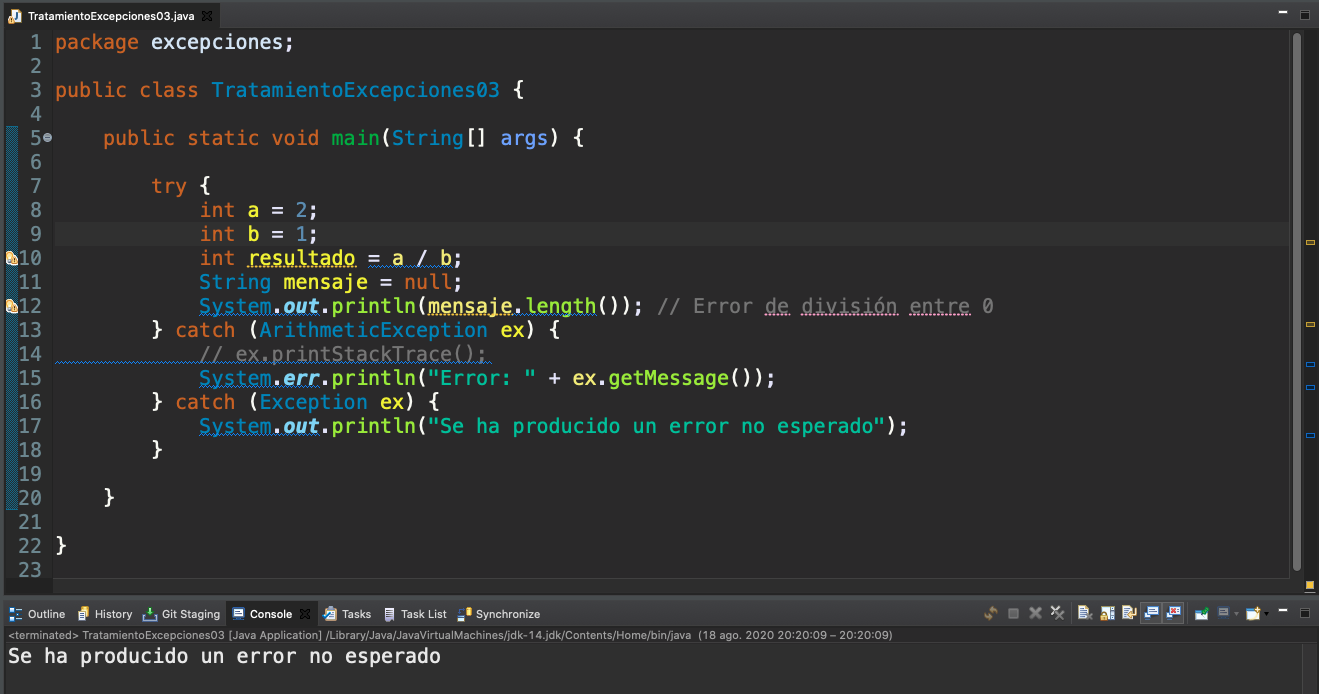 TratamientoExcepciones03.java
1 package excepciones;
2
3 public class TratamientoExcepciones03 {
4
5 public static void main(String[] args) {
6
7 try {
8 int a = 2;
9 int b = 1;
10 int resultado = a / b;
11 String mensaje = null;
12 System.out.println(mensaje.length()); // Error de división entre 0
13 } catch (ArithmeticException ex) {
14 // ex.printStackTrace();
15 System.err.println("Error: " + ex.getMessage());
16 } catch (Exception ex) {
17 System.out.println("Se ha producido un error no esperado");
18 }
19
20 }
21
22 }
23
Outline History Git Staging Console Tasks Task List Synchronize
<terminated> TratamientoExcepciones03 [Java Application] /Library/Java/JavaVirtualMachines/jdk-14.jdk/Contents/Home/bin/java (18 ago. 2020 20:20:09 – 20:20:09)
Se ha producido un error no esperado